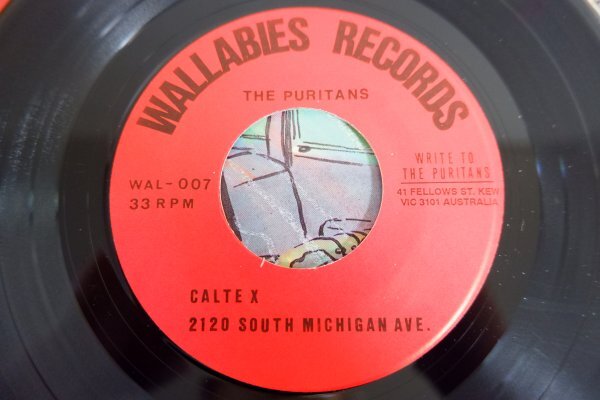 WALLABIES RECORDS
THE PURITANS
WAL-007
33 RPM
WRITE TO
THE PURITANS
41 FELLOWS ST. KEW
VIC 3101 AUSTRALIA
CALTE X
2120 SOUTH MICHIGAN AVE.